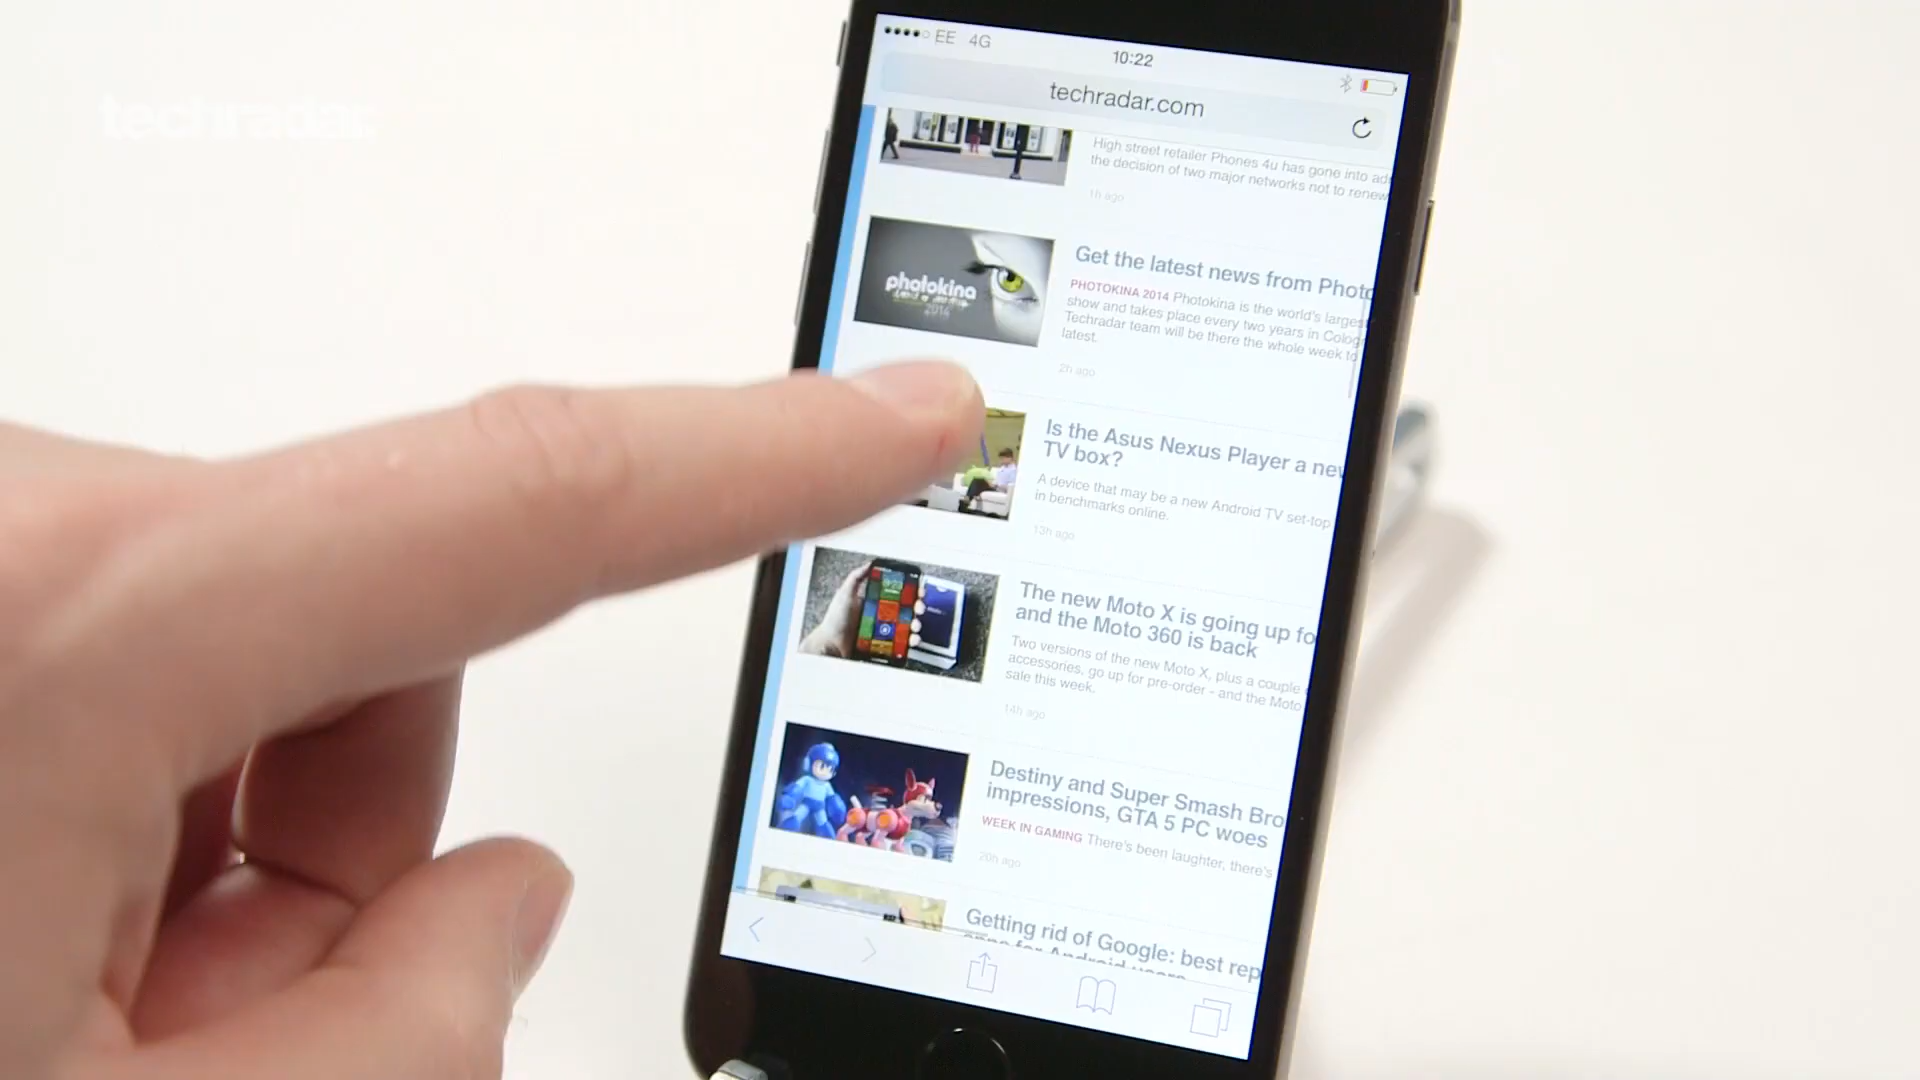 techradar.
EE 4G
10:22
techradar.com
High street retailer Phones 4u has gone into
the decision of two major networks not to renew
1h ago
photokina
2014
Get the latest news from
PHOTOKINA 2014 Photokina is the world's largest
show and takes place every two years in
Techradar team will be there the whole week to
latest.
2h ago
Is the Asus Nexus Player a new
TV box?
A device that may be a new Android TV set-top
in benchmarks online.
13h ago
The new Moto X is going up fo
and the Moto 360 is back
Two versions of the new Moto X, plus a couple
accessories, go up for pre-order - and the Moto
sale this week.
14h ago
Destiny and Super Smash Bro
impressions, GTA 5 PC woes
WEEK IN GAMING There's been laughter, there's
20h ago
Getting rid of Google: best rep
apps for Android users